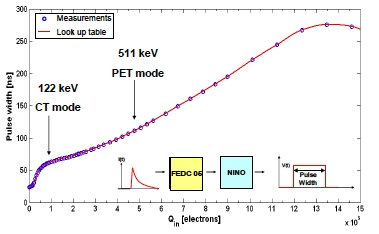 300
250
200
150
100
50
0
Pulse width [ns]
Measurements
Look up table
122 keV
CT mode
511 keV
PET mode
I(t)
FEDC 05
NINO
V(t)
Pulse
Width
t
t
0 1 2 3 4 5 6 7 8 9 10 11 12 13 14 15
Q in [electrons]
x 10^5